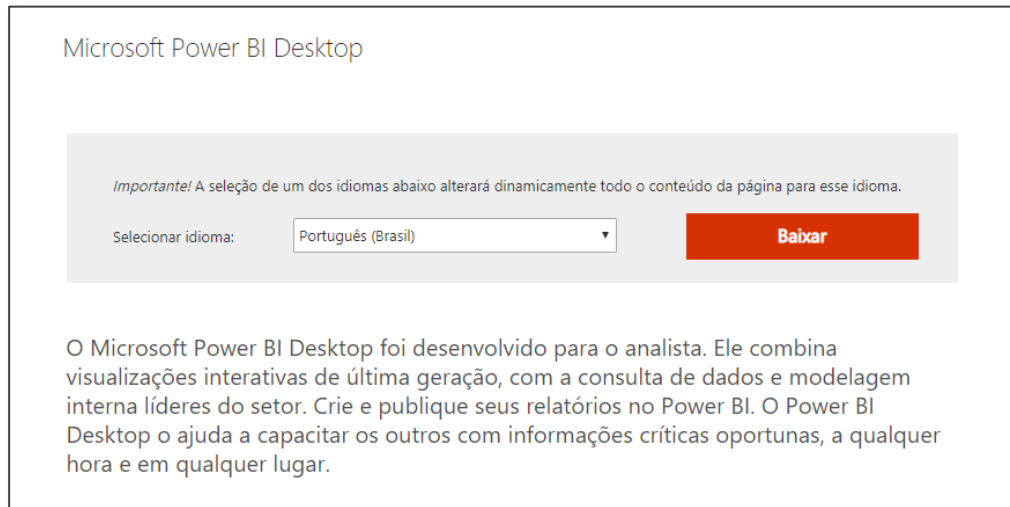 Microsoft Power BI Desktop
Importante! A seleção de um dos idiomas abaixo alterará dinamicamente todo o conteúdo da página para esse idioma.
Selecionar idioma:
Português (Brasil)
Baixar
O Microsoft Power BI Desktop foi desenvolvido para o analista. Ele combina
visualizações interativas de última geração, com a consulta de dados e modelagem
interna líderes do setor. Crie e publique seus relatórios no Power BI. O Power BI
Desktop o ajuda a capacitar os outros com informações críticas oportunas, a qualquer
hora e em qualquer lugar.